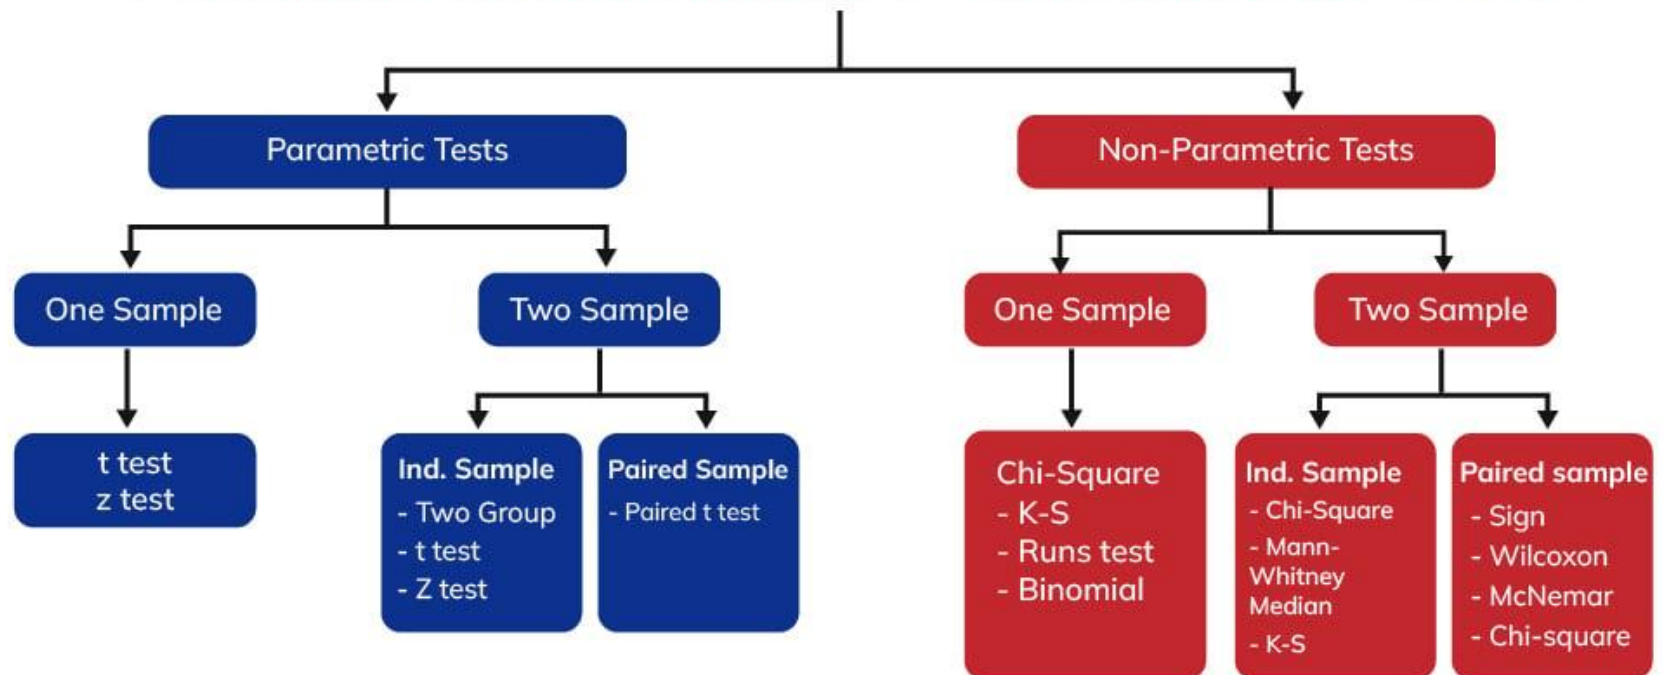 Parametric Tests
Non-Parametric Tests
One Sample
Two Sample
One Sample
Two Sample
t test
z test
Ind. Sample
- Two Group
- t test
- Z test
Paired Sample
- Paired t test
Chi-Square
- K-S
- Runs test
- Binomial
Ind. Sample
- Chi-Square
- Mann-
Whitney
Median
- K-S
Paired sample
- Sign
- Wilcoxon
- McNemar
- Chi-square